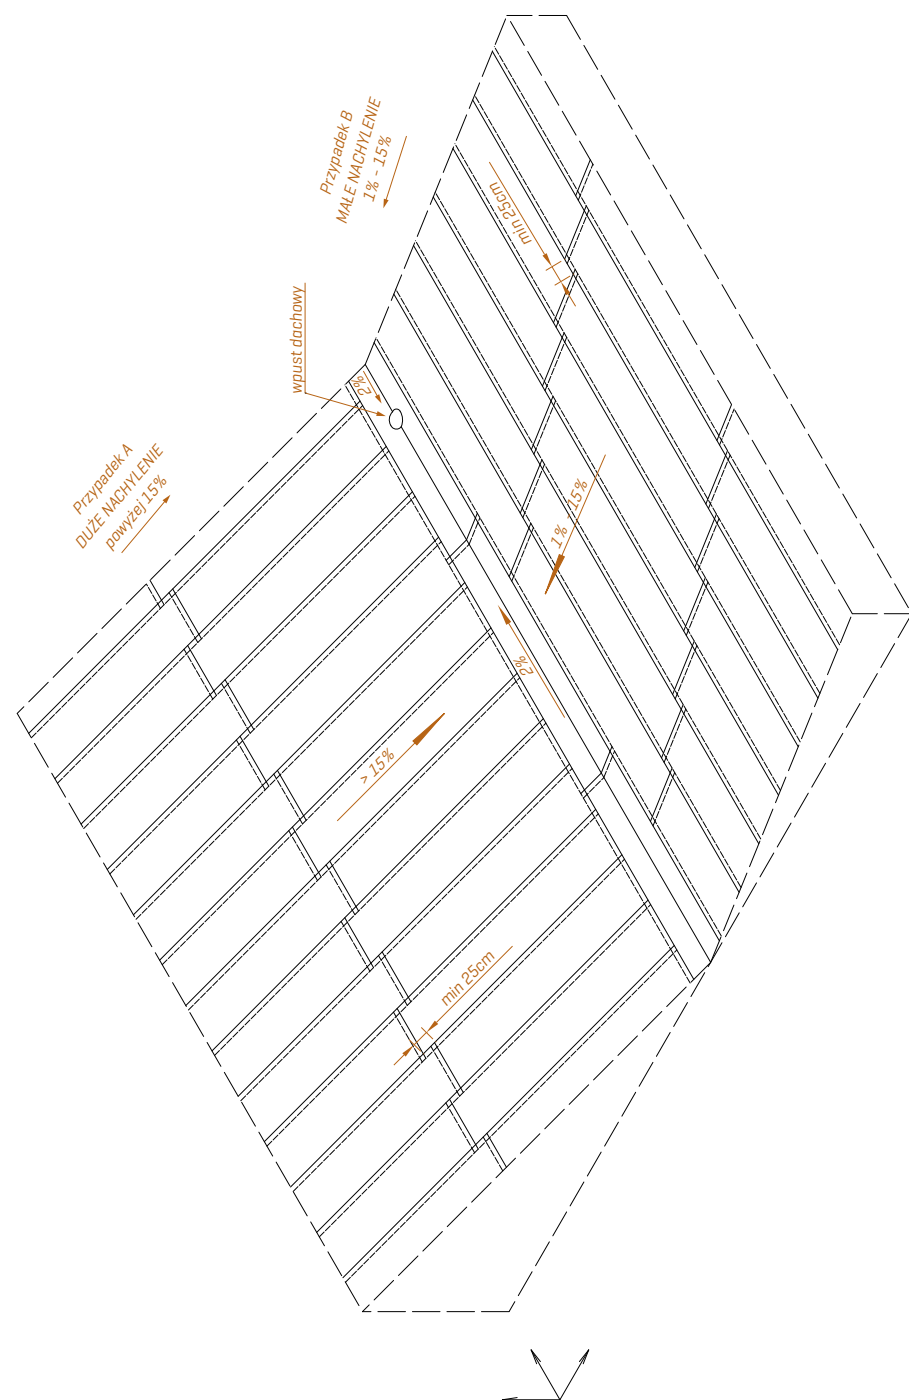 Przypadek B
MALE NACHYLENIE
1% - 15%
min 25cm
wpust dachowy
2%
Przypadek A
DUŻE NACHYLENIE
powyżej 15%
1% - 15%
2%
> 15%
min 25cm